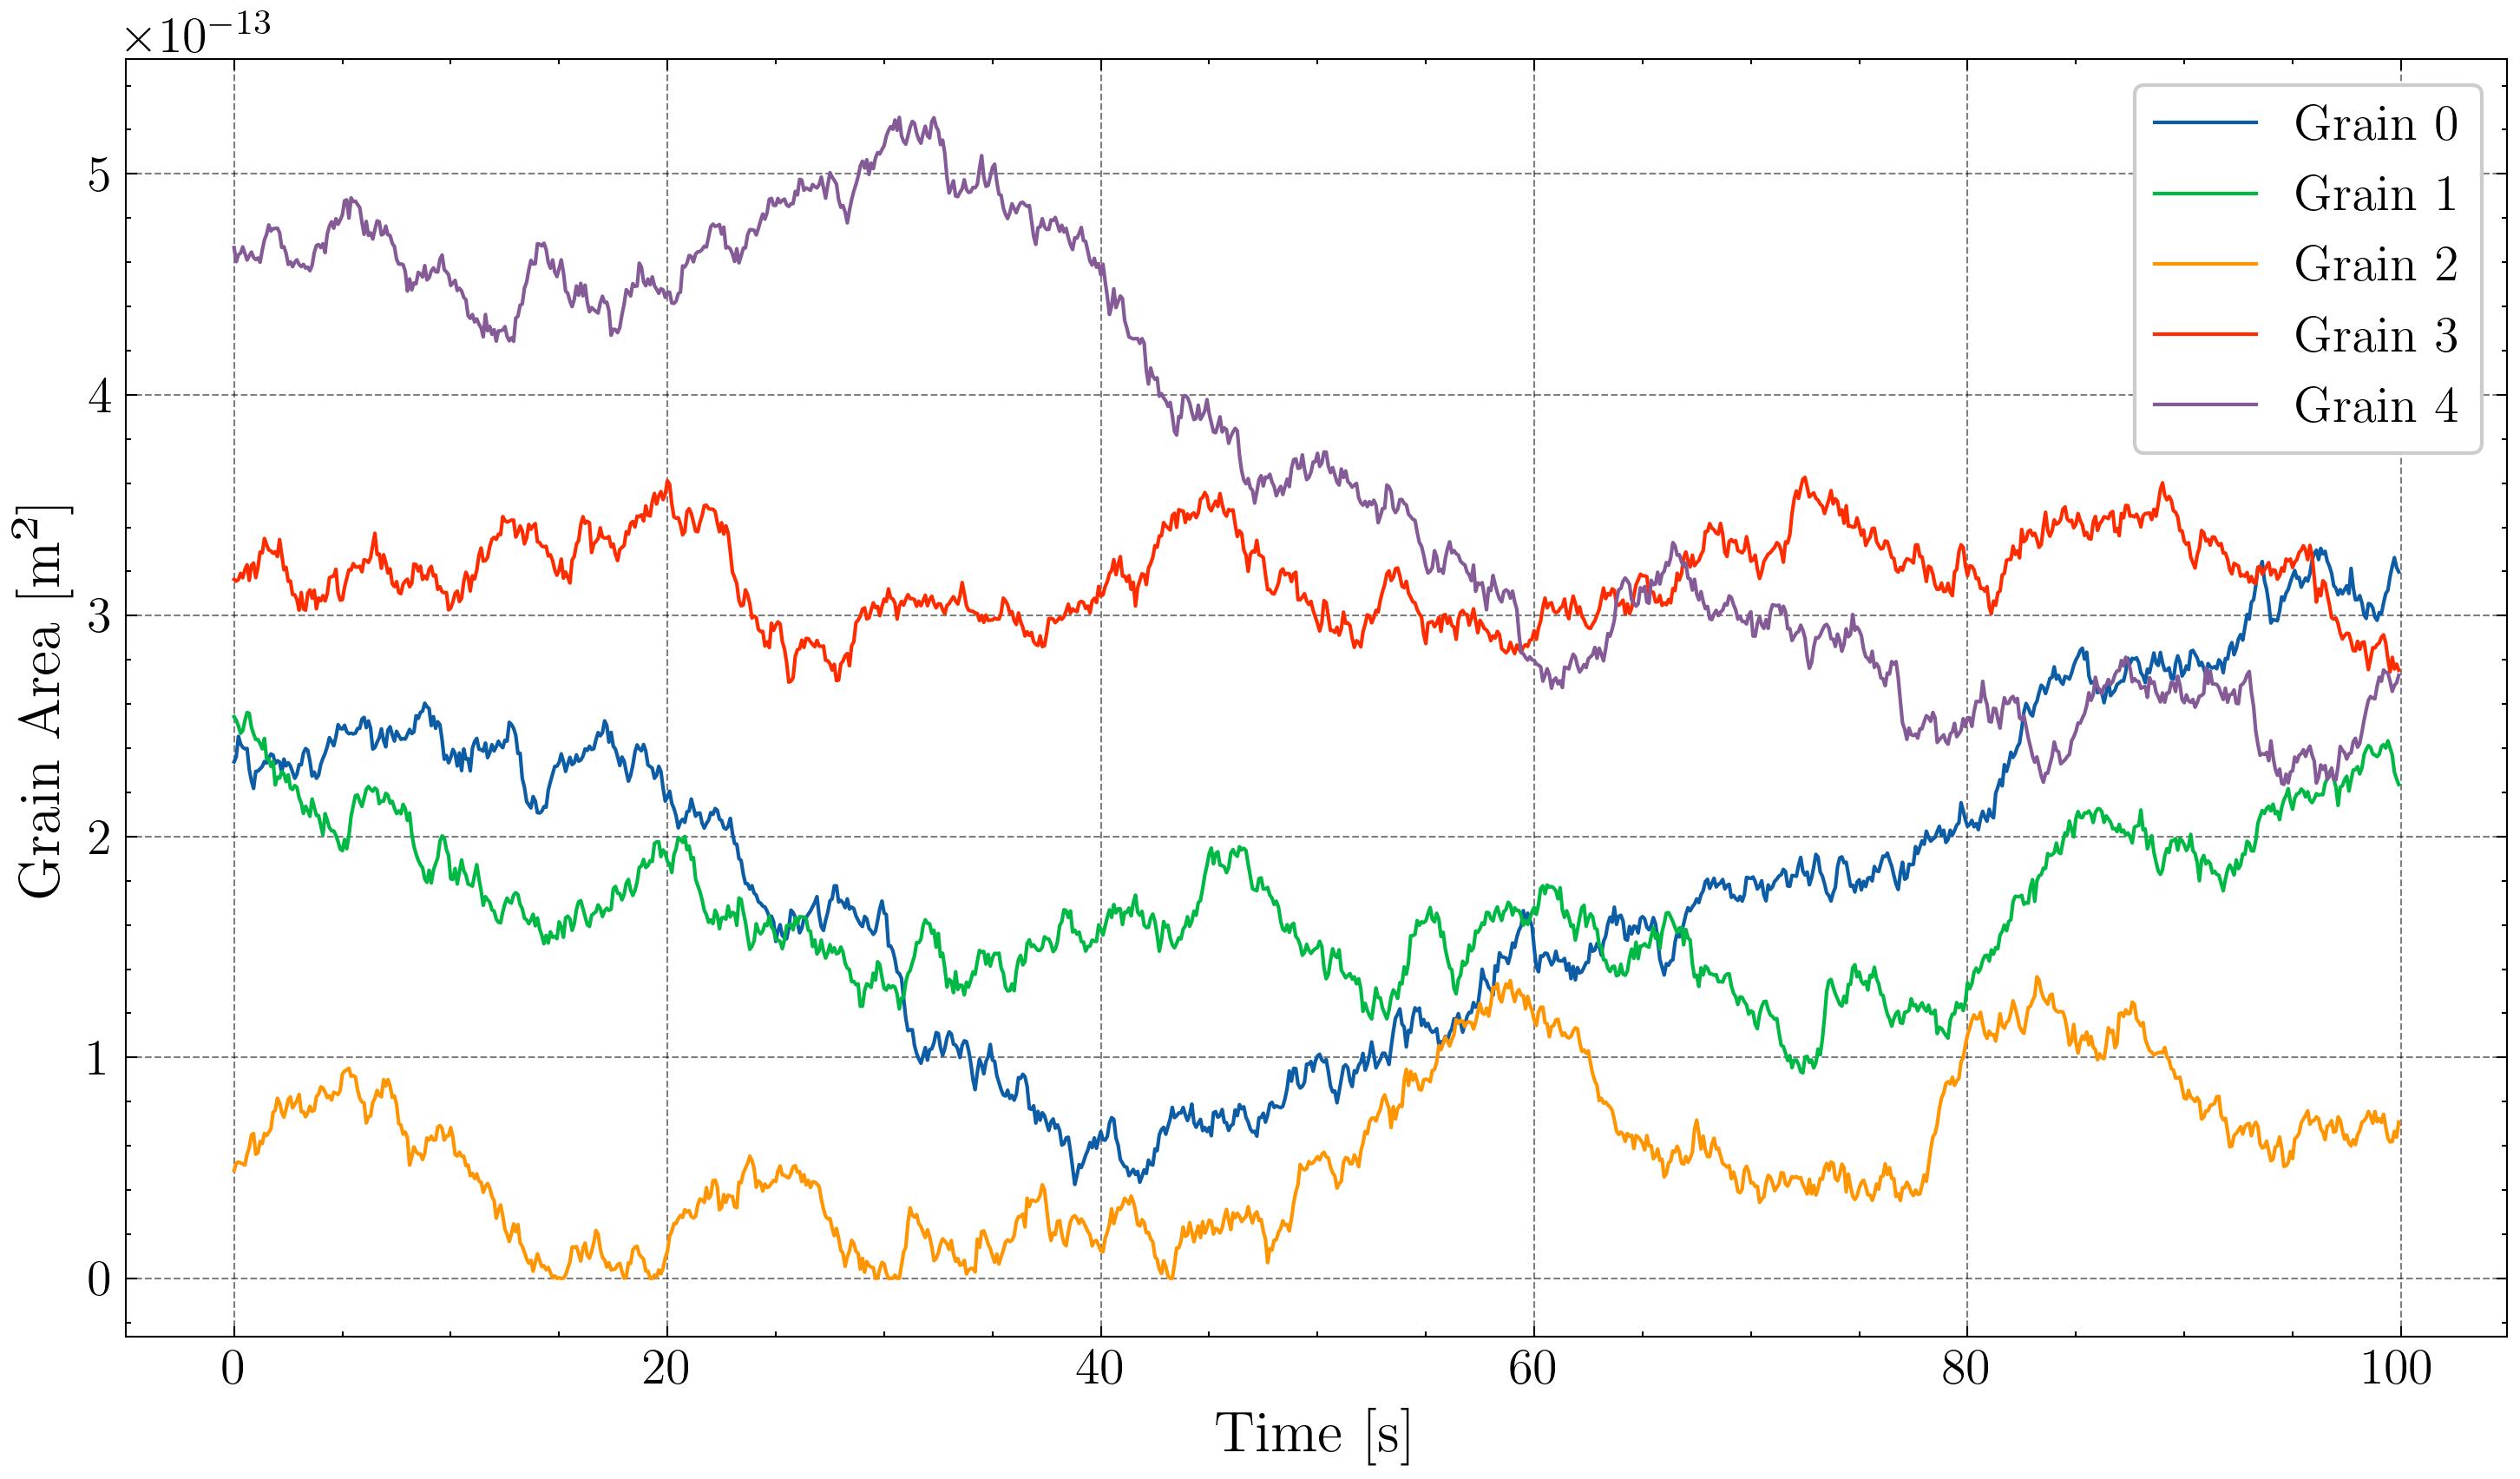 ×10⁻¹³
Grain Area [m²]
5
4
3
2
1
0
0 20 40 60 80 100
Time [s]
Grain 0
Grain 1
Grain 2
Grain 3
Grain 4